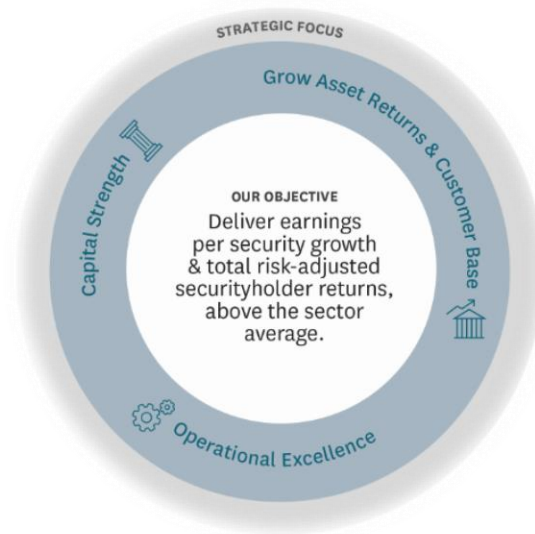 STRATEGIC FOCUS
Grow Asset Returns & Customer Base
Capital Strength
OUR OBJECTIVE
Deliver earnings
per security growth
& total risk-adjusted
securityholder returns,
above the sector
average.
Operational Excellence